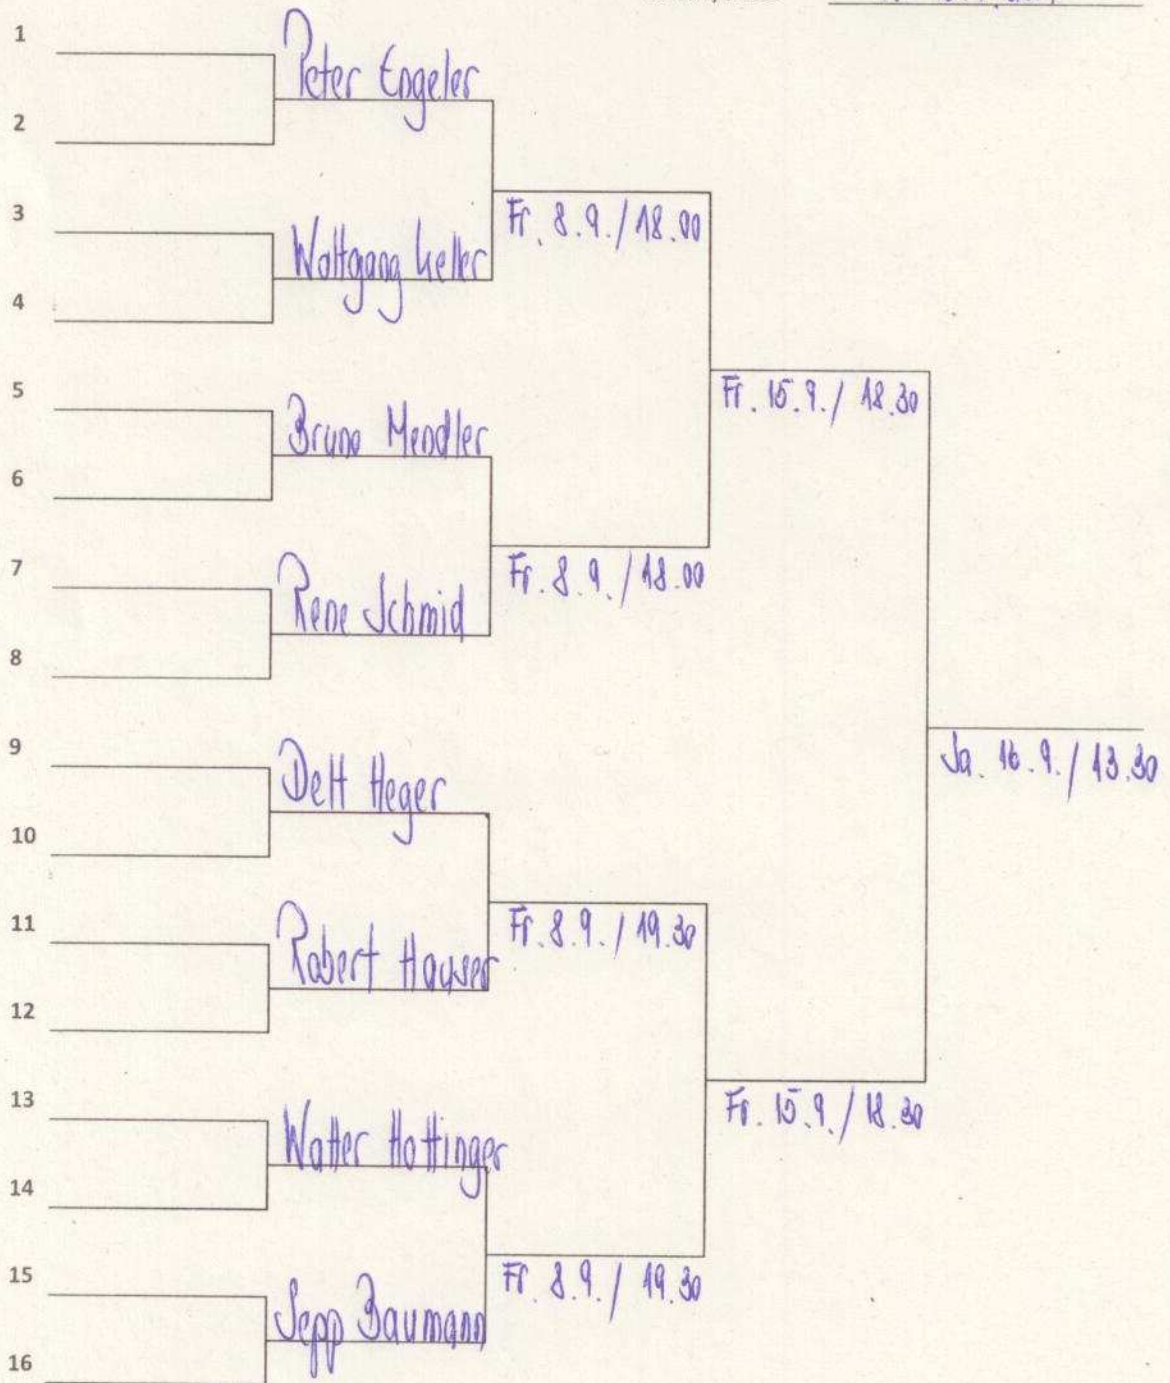 1
Peter Engeler
2
3
Fr. 8.9./18.00
Wolfgang Keller
4
5
Fr. 15.9./ 18.30
Bruno Mendler
6
7
Fr. 8.9./18.00
Rene Schmid
8
9
Sa. 16.9./13.30
Detf Heger
10
11
Fr. 8.9./19.30
Robert Hauser
12
13
Fr. 15.9./18.30
Walter Hottinger
14
15
Fr. 8.9./19.30
Sepp Baumann
16